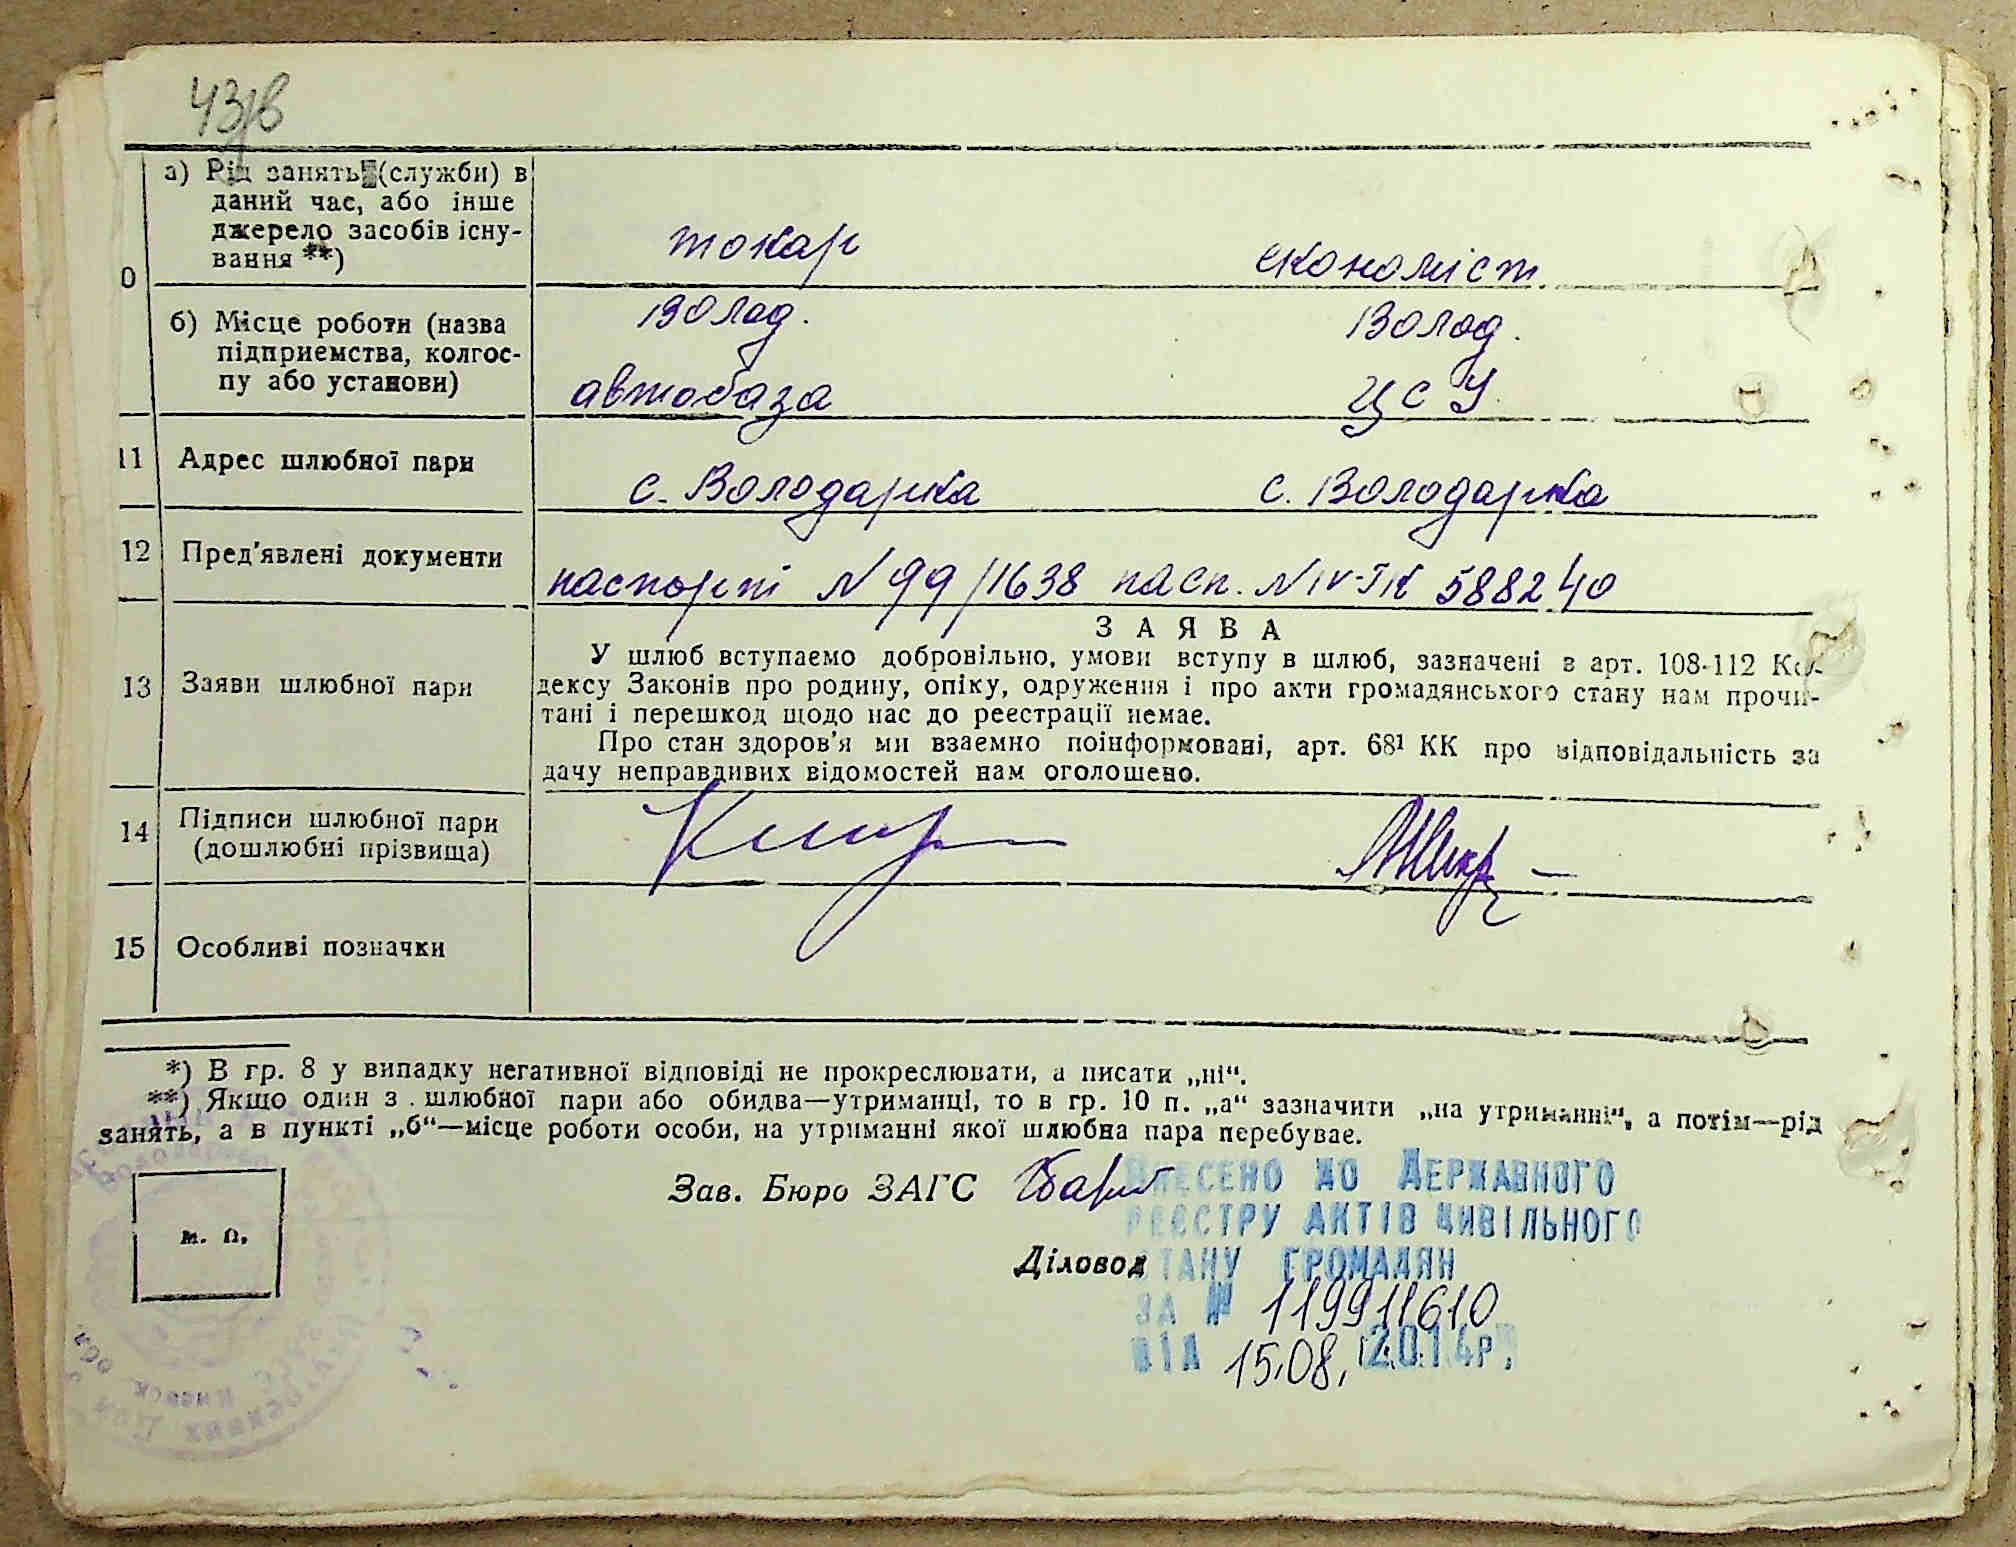 43зв
0
а) Рід занять (служби) в
даний час, або інше
джерело засобів існу-
вання **)
токар
економіст
б) Місце роботи (назва
підприємства, колгос-
пу або установи)
Волад.
автобаза
Волод.
ЦСУ
11
Адрес шлюбної пари
с. Володарка
с. Володарка
12
Пред'явлені документи
паспорти N 99/1638 пасп. N IV-ТК 588240
13
Заяви шлюбної пари
ЗАЯВА
У шлюб вступаємо добровільно, умови вступу в шлюб, зазначені в арт. 108-112 Ко-
дексу Законів про родину, опіку, одруження і про акти громадянського стану нам прочи-
тані і перешкод щодо нас до реєстрації немає.
Про стан здоров'я ми взаємно поінформовані, арт. 68¹ КК про відповідальність за
дачу неправдивих відомостей нам оголошено.
14
Підписи шлюбної пари
(дошлюбні прізвища)
15
Особливі позначки
*) В гр. 8 у випадку негативної відповіді не прокреслювати, а писати „ні“.
**) Якщо один з шлюбної пари або обидва—утриманці, то в гр. 10 п. „а“ зазначити „на утриманні“, а потім—рід
занять, а в пункті „б“—місце роботи особи, на утриманні якої шлюбна пара перебуває.
м. п.
Зав. Бюро ЗАГС
Діловод
ВНЕСЕНО ДО ДЕРЖАВНОГО
РЕЄСТРУ АКТІВ ЦИВІЛЬНОГО
СТАНУ ГРОМАДЯН
ЗА № 119911610
ВІД 15.08.2014р.